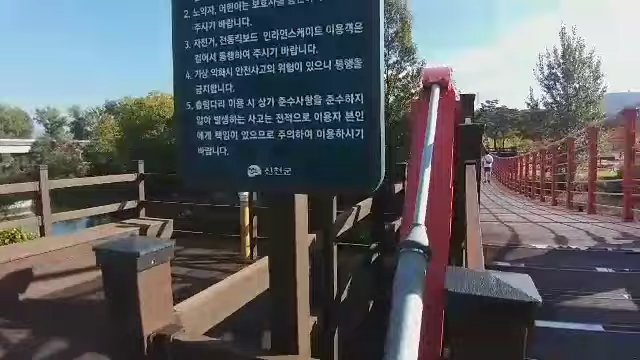 2. 노약자, 어린이는 보호자를
주시기 바랍니다.
3. 자전거, 전동킥보드, 인라인스케이트 이용객은
걸어서 통행하여 주시기 바랍니다.
4. 기상 악화시 안전사고의 위험이 있으니 통행을
금지합니다.
5. 출렁다리 이용 시 상기 준수사항을 준수하지
않아 발생하는 사고는 전적으로 이용자 본인
에게 책임이 있으므로 주의하여 이용하시기
바랍니다.